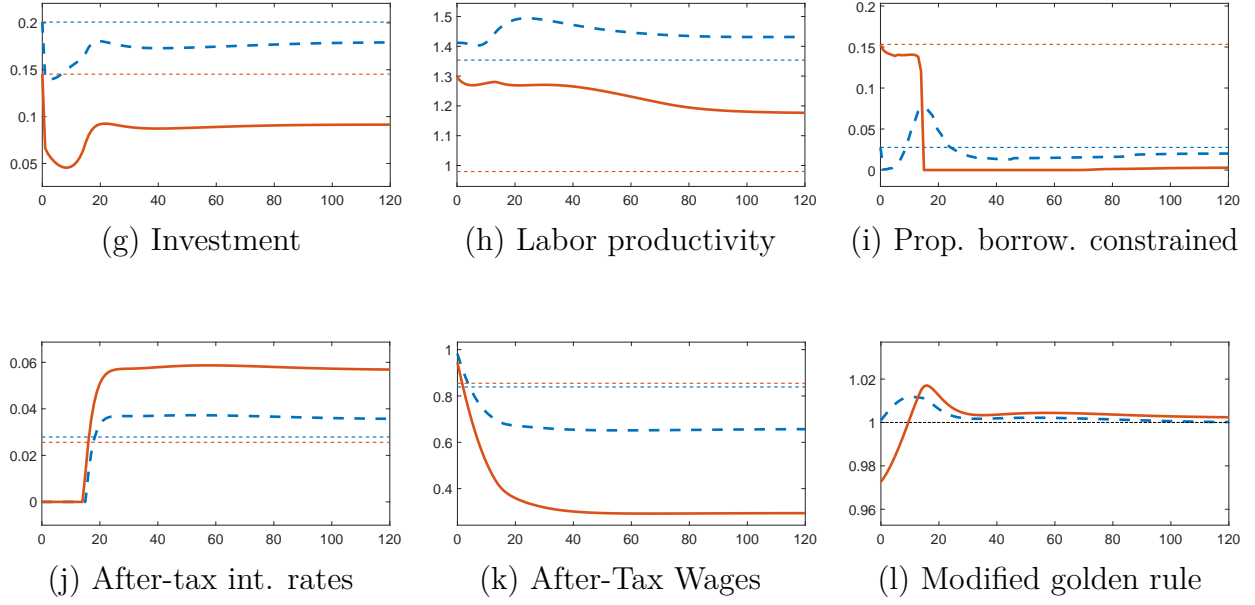 0.2
0.15
0.1
0.05
0 20 40 60 80 100 120
(g) Investment
1.5
1.4
1.3
1.2
1.1
1
0 20 40 60 80 100 120
(h) Labor productivity
0.2
0.15
0.1
0.05
0
0 20 40 60 80 100 120
(i) Prop. borrow. constrained
0.06
0.04
0.02
0
0 20 40 60 80 100 120
(j) After-tax int. rates
1
0.8
0.6
0.4
0 20 40 60 80 100 120
(k) After-Tax Wages
1.02
1
0.98
0.96
0 20 40 60 80 100 120
(l) Modified golden rule